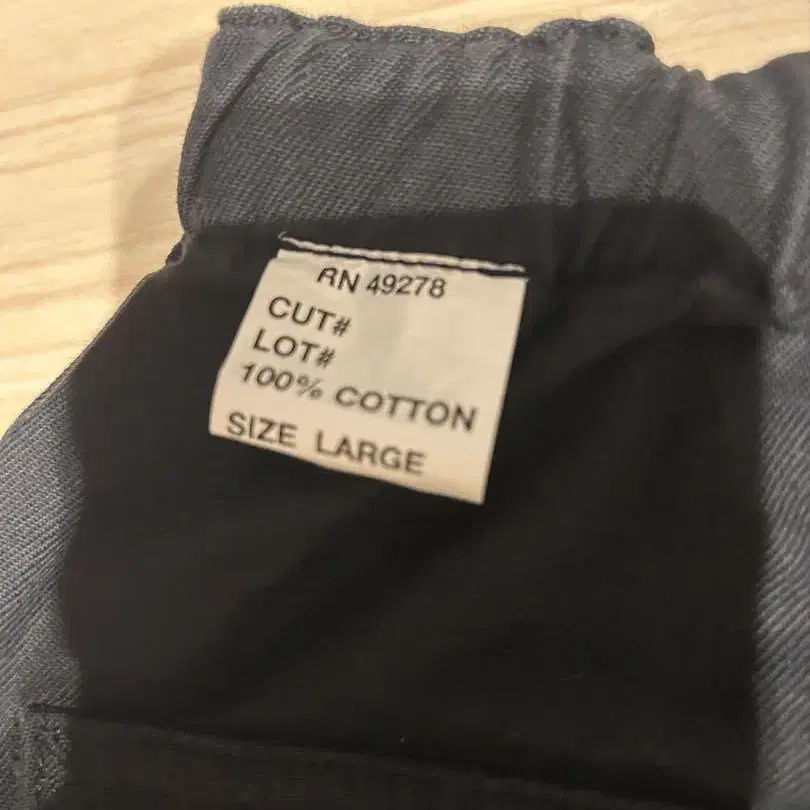 RN 49278
CUT#
LOT#
100% COTTON
SIZE LARGE